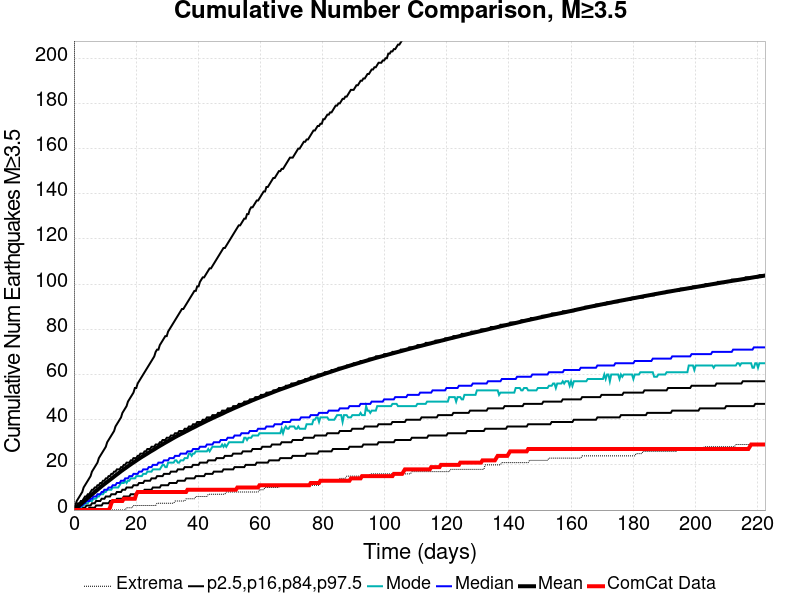 Cumulative Number Comparison, M≥3.5
Cumulative Num Earthquakes M≥3.5
200
180
160
140
120
100
80
60
40
20
0
0 20 40 60 80 100 120 140 160 180 200 220
Time (days)
Extrema p2.5,p16,p84,p97.5 Mode Median Mean ComCat Data